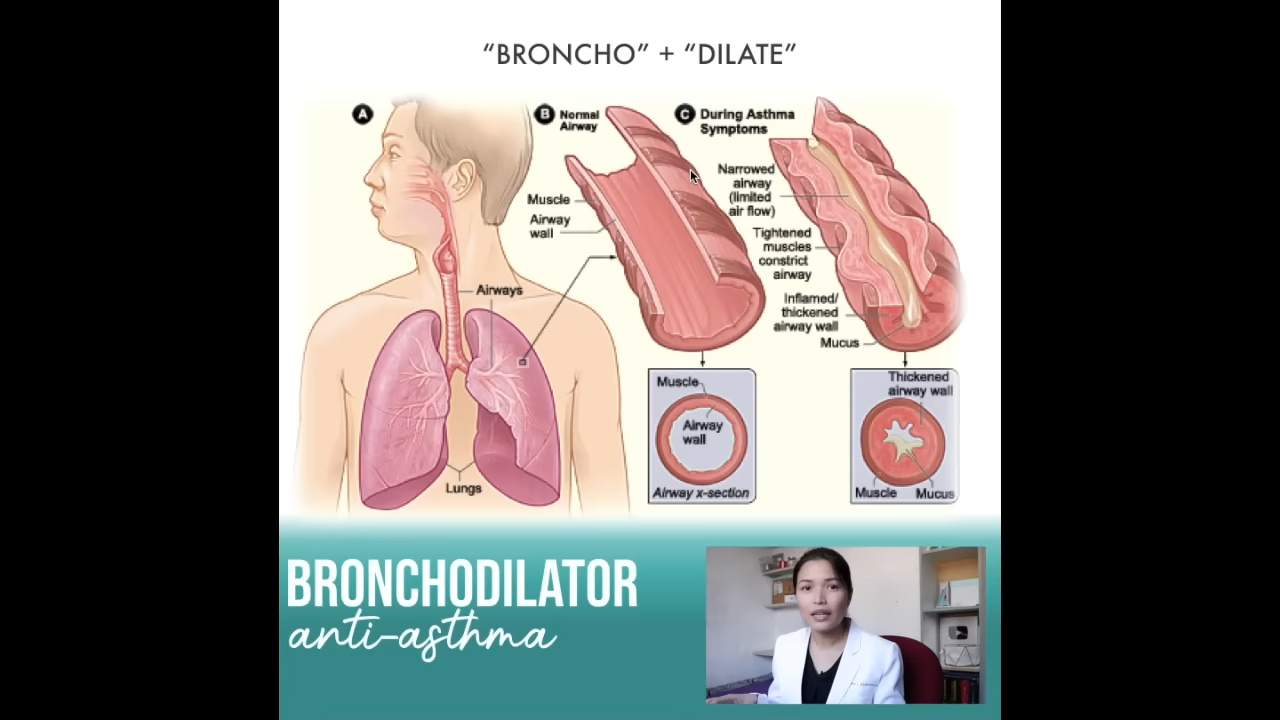 “BRONCHO” + “DILATE”
A
B Normal
Airway
C During Asthma
Symptoms
Muscle
Airway
wall
Narrowed
airway
(limited
air flow)
Tightened
muscles
constrict
airway
Airways
Inflamed/
thickened
airway wall
Mucus
Lungs
Muscle
Airway
wall
Airway x-section
Thickened
airway wall
Muscle
Mucus
BRONCHODILATOR
anti-asthma